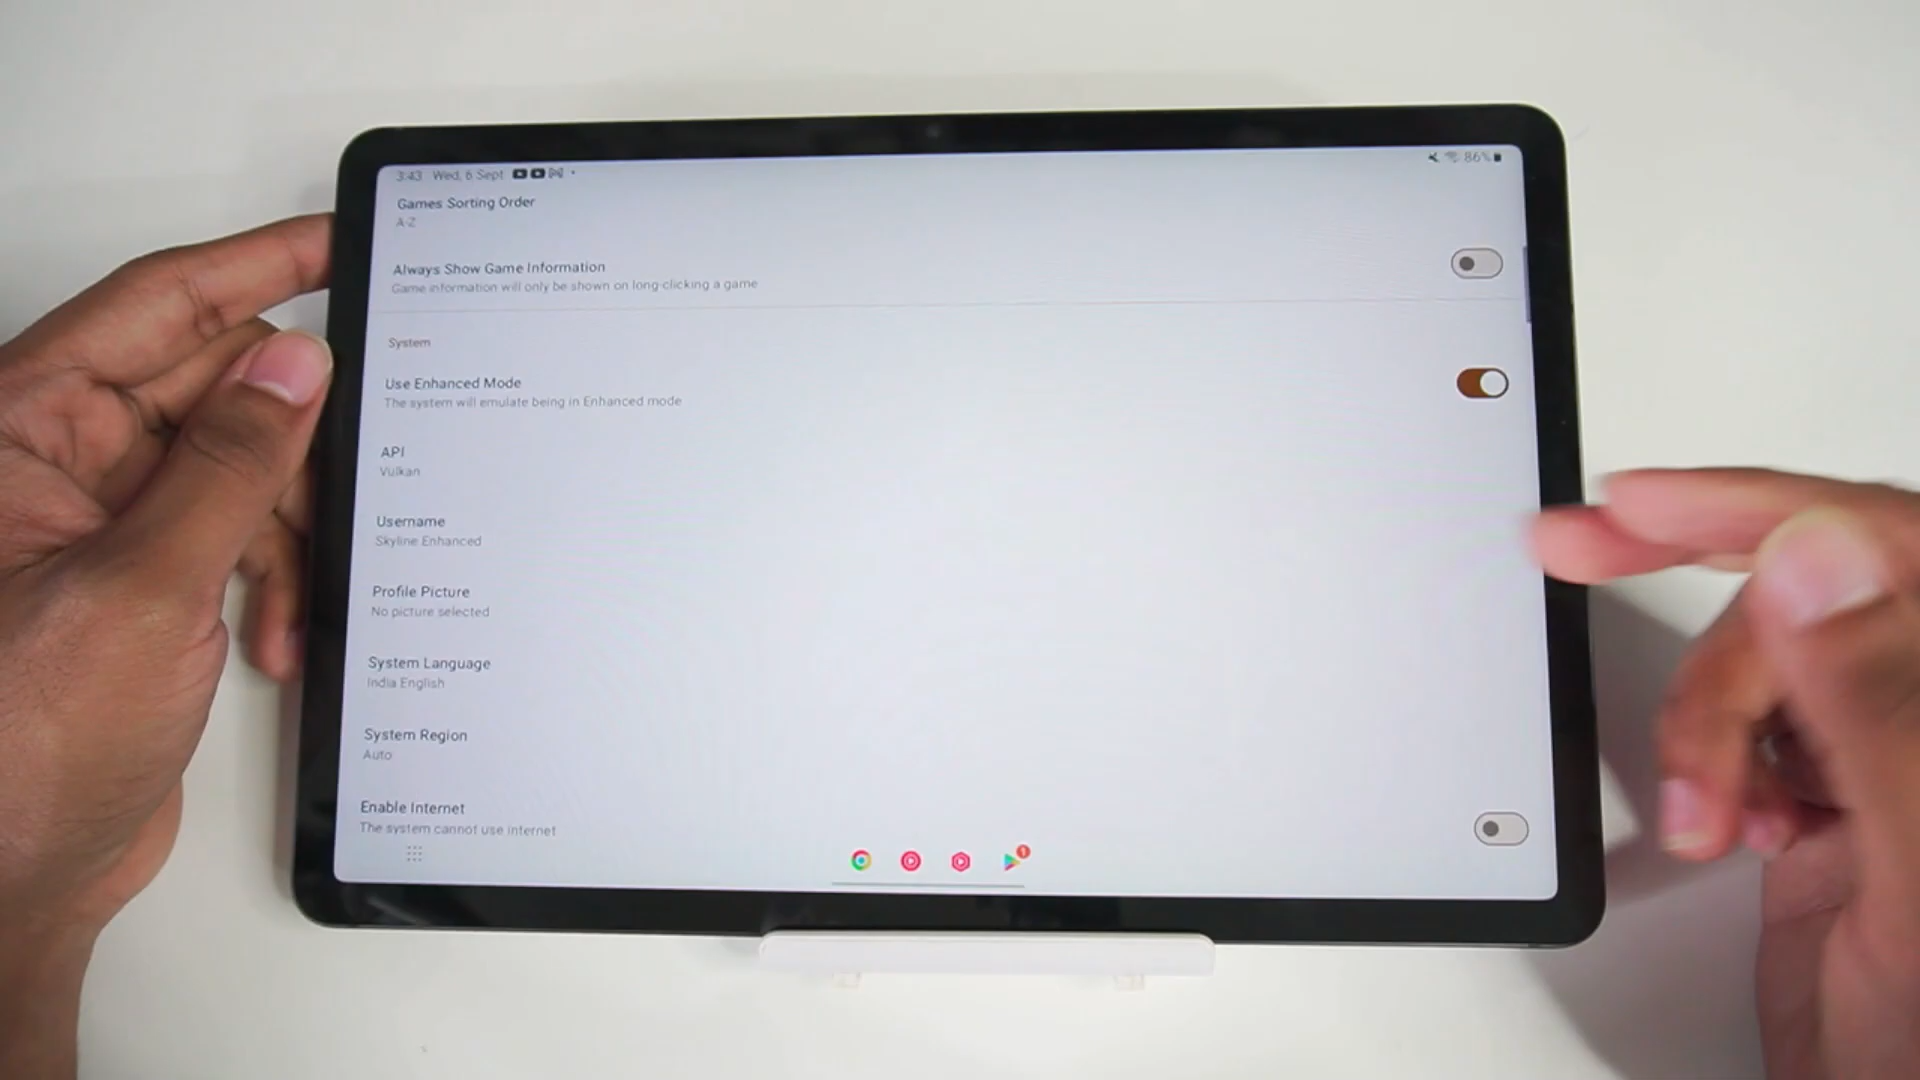 3:43 Wed, 6 Sept
86%
Games Sorting Order
A-Z
Always Show Game Information
Game information will only be shown on long-clicking a game
System
Use Enhanced Mode
The system will emulate being in Enhanced mode
API
Vulkan
Username
Skyline Enhanced
Profile Picture
No picture selected
System Language
India English
System Region
Auto
Enable Internet
The system cannot use internet
1